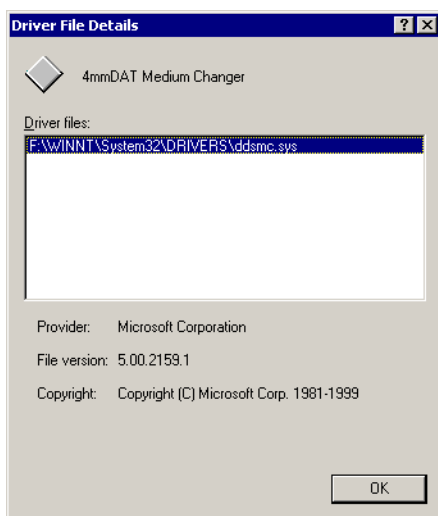 Driver File Details
4mmDAT Medium Changer
Driver files:
F:\WINNT\System32\DRIVERS\ddsmc.sys
Provider: Microsoft Corporation
File version: 5.00.2159.1
Copyright: Copyright (C) Microsoft Corp. 1981-1999
OK